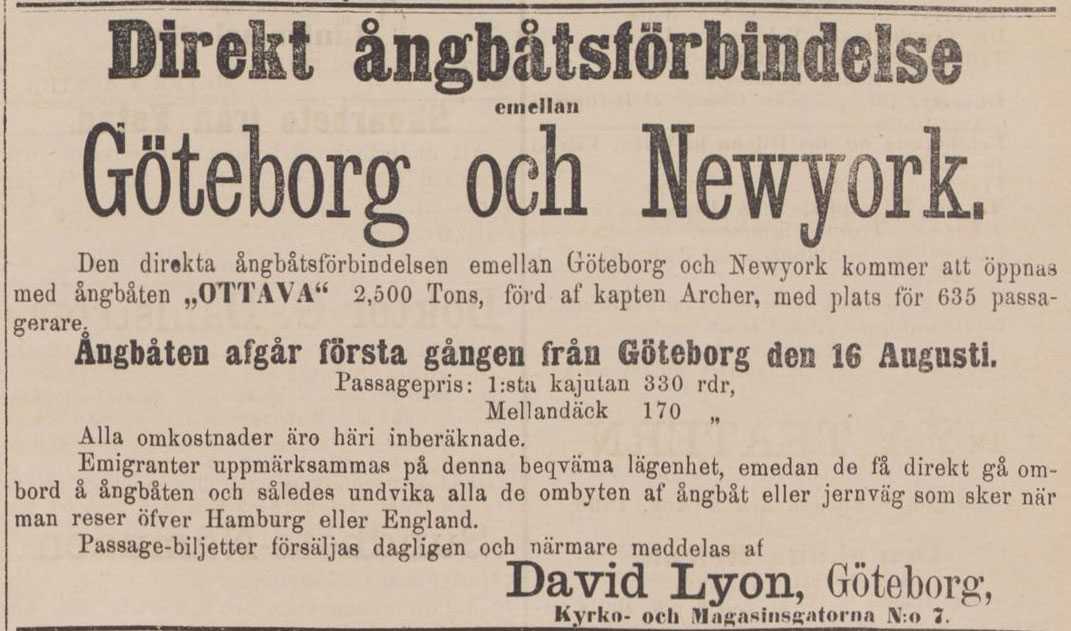 Direkt ångbåtsförbindelse
emellan
Göteborg och Newyork.
Den direkta ångbåtsförbindelsen emellan Göteborg och Newyork kommer att öppnas
med ångbåten „OTTAVA“ 2,500 Tons, förd af kapten Archer, med plats för 635 passa-
gerare.
Ångbåten afgår första gången från Göteborg den 16 Augusti.
Passagepris: 1:sta kajutan 330 rdr,
Mellandäck 170 „
Alla omkostnader äro häri inberäknade.
Emigranter uppmärksammas på denna beqväma lägenhet, emedan de få direkt gå om-
bord å ångbåten och således undvika alla de ombyten af ångbåt eller jernväg som sker när
man reser öfver Hamburg eller England.
Passage-biljetter försäljas dagligen och närmare meddelas af
David Lyon, Göteborg,
Kyrko- och Magasinsgatorna N:o 7.